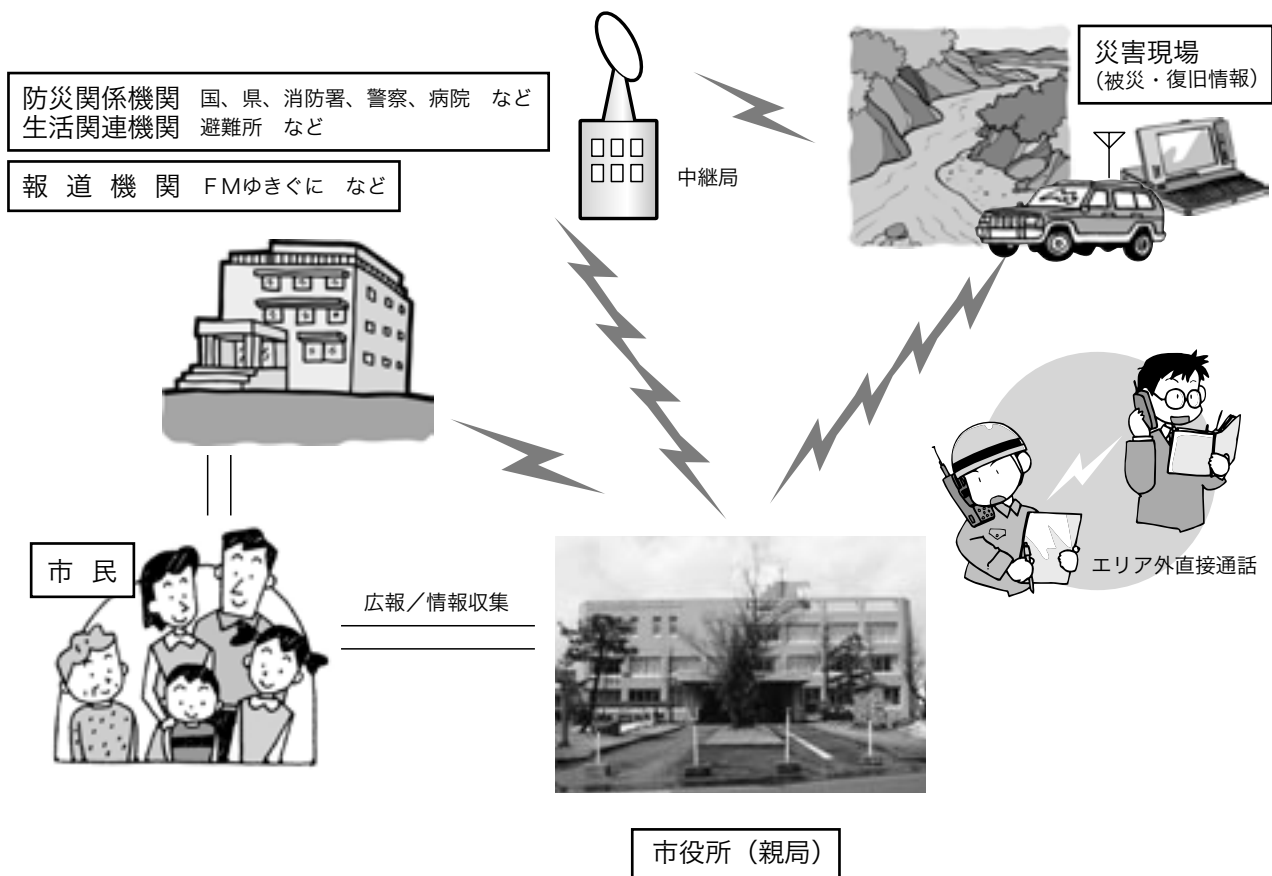 防災関係機関 国、県、消防署、警察、病院 など
生活関連機関 避難所 など
報道機関 FMゆきぐに など
中継局
災害現場
(被災・復旧情報)
エリア外直接通話
市民
広報／情報収集
市役所（親局）